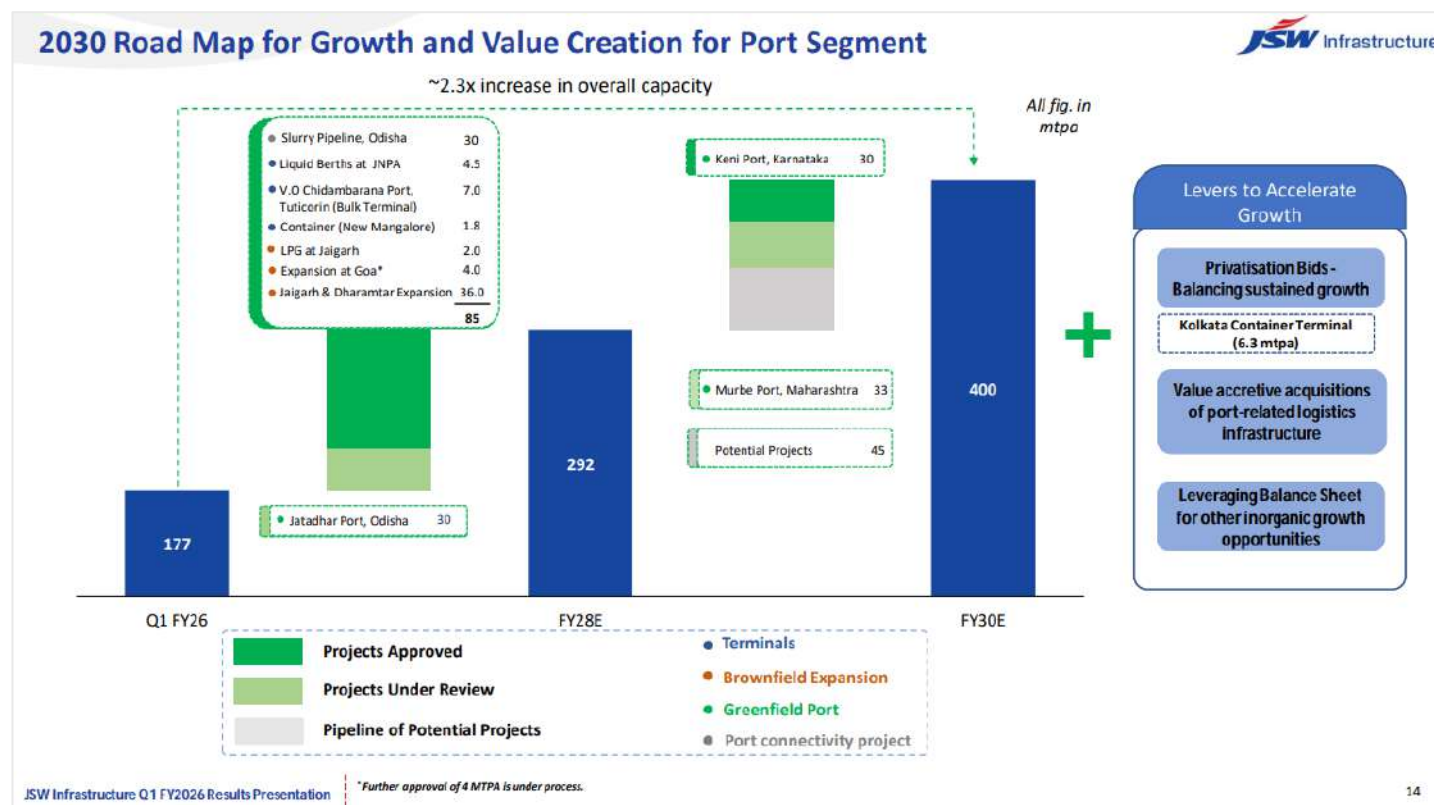 2030 Road Map for Growth and Value Creation for Port Segment
JSW Infrastructure
~2.3x increase in overall capacity
All fig. in
mtpa
Slurry Pipeline, Odisha 30
Liquid Berths at JNPA 4.5
V.O Chidambarana Port, 7.0
Tuticorin (Bulk Terminal)
Container (New Mangalore) 1.8
LPG at Jaigarh 2.0
Expansion at Goa* 4.0
Jaigarh & Dharamtar Expansion 36.0
85
Jatadhar Port, Odisha 30
Keni Port, Karnataka 30
Murbe Port, Maharashtra 33
Potential Projects 45
177
292
400
Q1 FY26
FY28E
FY30E
+
Levers to Accelerate
Growth
Privatisation Bids -
Balancing sustained growth
Kolkata Container Terminal
(6.3 mtpa)
Value accretive acquisitions
of port-related logistics
infrastructure
Leveraging Balance Sheet
for other inorganic growth
opportunities
Projects Approved
Projects Under Review
Pipeline of Potential Projects
Terminals
Brownfield Expansion
Greenfield Port
Port connectivity project
JSW Infrastructure Q1 FY2026 Results Presentation
*Further approval of 4 MTPA is under process.
14